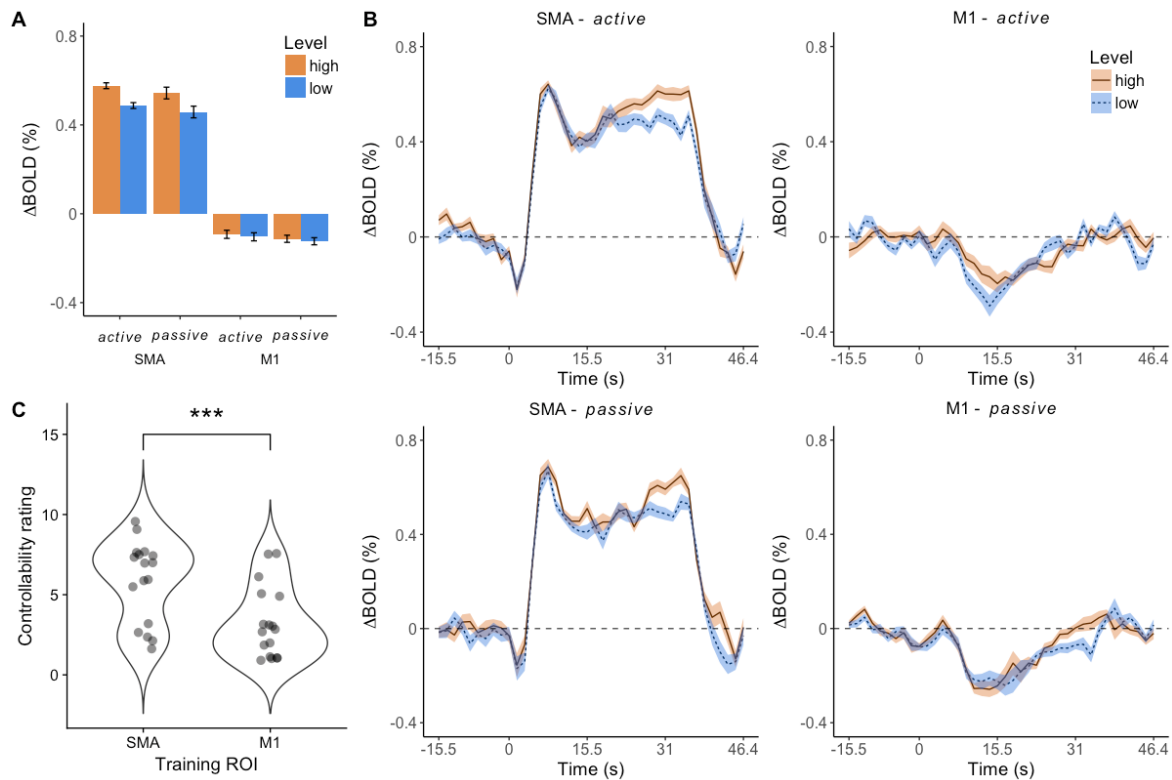 A
ΔBOLD (%)
0.8
0.4
0
-0.4
Level
high
low
active passive active passive
SMA M1
B
SMA - active
ΔBOLD (%)
0.8
0.4
0
-0.4
-15.5 0 15.5 31 46.4
Time (s)
M1 - active
ΔBOLD (%)
0.8
0.4
0
-0.4
Level
high
low
-15.5 0 15.5 31 46.4
Time (s)
C
***
Controllability rating
15
10
5
0
SMA M1
Training ROI
SMA - passive
ΔBOLD (%)
0.8
0.4
0
-0.4
-15.5 0 15.5 31 46.4
Time (s)
M1 - passive
ΔBOLD (%)
0.8
0.4
0
-0.4
-15.5 0 15.5 31 46.4
Time (s)